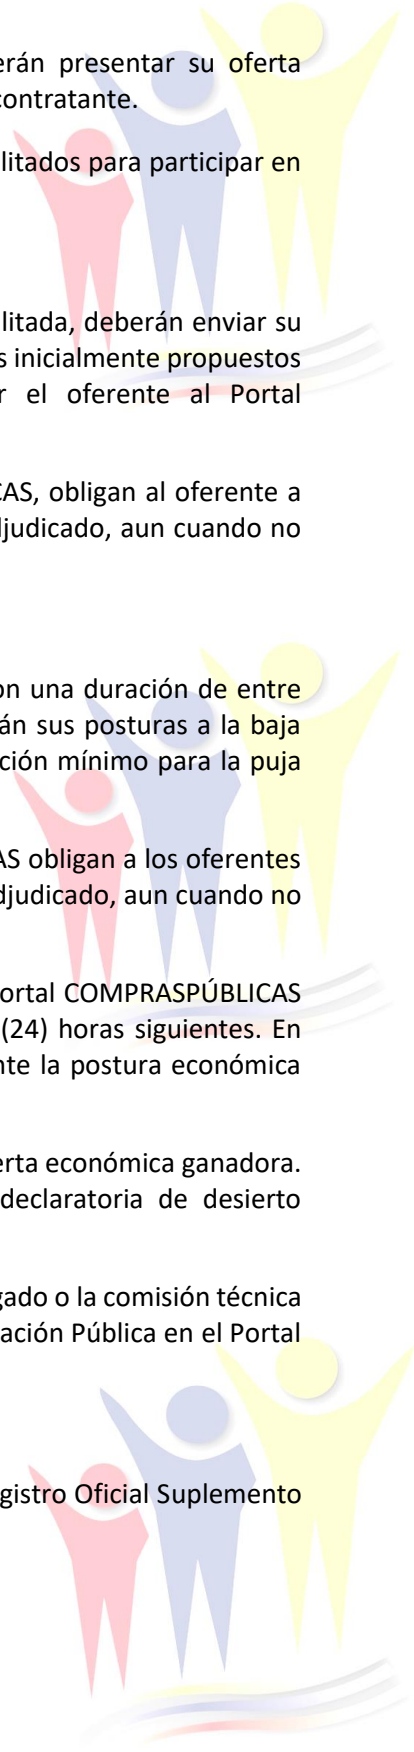 erán presentar su oferta
contratante.
litados para participar en
litada, deberán enviar su
s inicialmente propuestos
r el oferente al Portal
CAS, obligan al oferente a
djudicado, aun cuando no
on una duración de entre
án sus posturas a la baja
ción mínimo para la puja
AS obligan a los oferentes
djudicado, aun cuando no
ortal COMPRASPÚBLICAS
(24) horas siguientes. En
nte la postura económica
erta económica ganadora.
declaratoria de desierto
gado o la comisión técnica
ación Pública en el Portal
gistro Oficial Suplemento